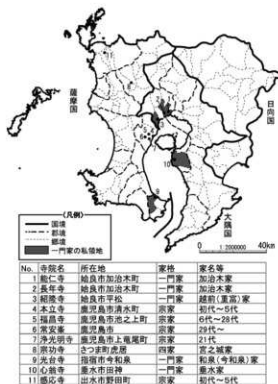 薩摩国
日向国
大隅国
(凡例)
国境
郡境
郷境
一門家の私領地
0
40km
No. 寺院名 所在地 家格 家名等
1 能仁寺 姶良市加治木町 一門家 加治木家
2 長年寺 姶良市加治木町 一門家 加治木家
3 紹隆寺 姶良市平松 一門家 越前(重富)家
4 本立寺 鹿児島市清水町 宗家 初代~5代
5 福昌寺 鹿児島市池之上町 宗家 6代~28代
6 常安峯 鹿児島市 宗家 29代~
7 浄光明寺 鹿児島市上竜尾町 宗家 21代
8 宗功寺 さつま町虎居 四家 宮之城家
9 光台寺 指宿市今和泉 一門家 和泉(今和泉)家
10 心翁寺 垂水市田神 一門家 垂水家
11 感応寺 出水市野田町 宗家 初代~5代